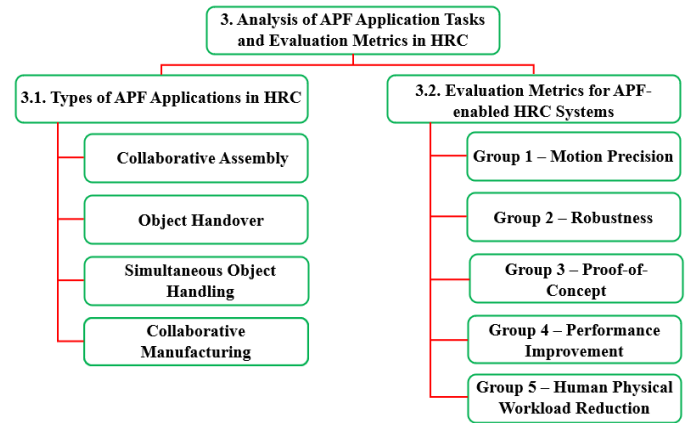 3. Analysis of APF Application Tasks
and Evaluation Metrics in HRC
3.1. Types of APF Applications in HRC
Collaborative Assembly
Object Handover
Simultaneous Object
Handling
Collaborative
Manufacturing
3.2. Evaluation Metrics for APF-
enabled HRC Systems
Group 1 – Motion Precision
Group 2 – Robustness
Group 3 – Proof-of-
Concept
Group 4 – Performance
Improvement
Group 5 – Human Physical
Workload Reduction